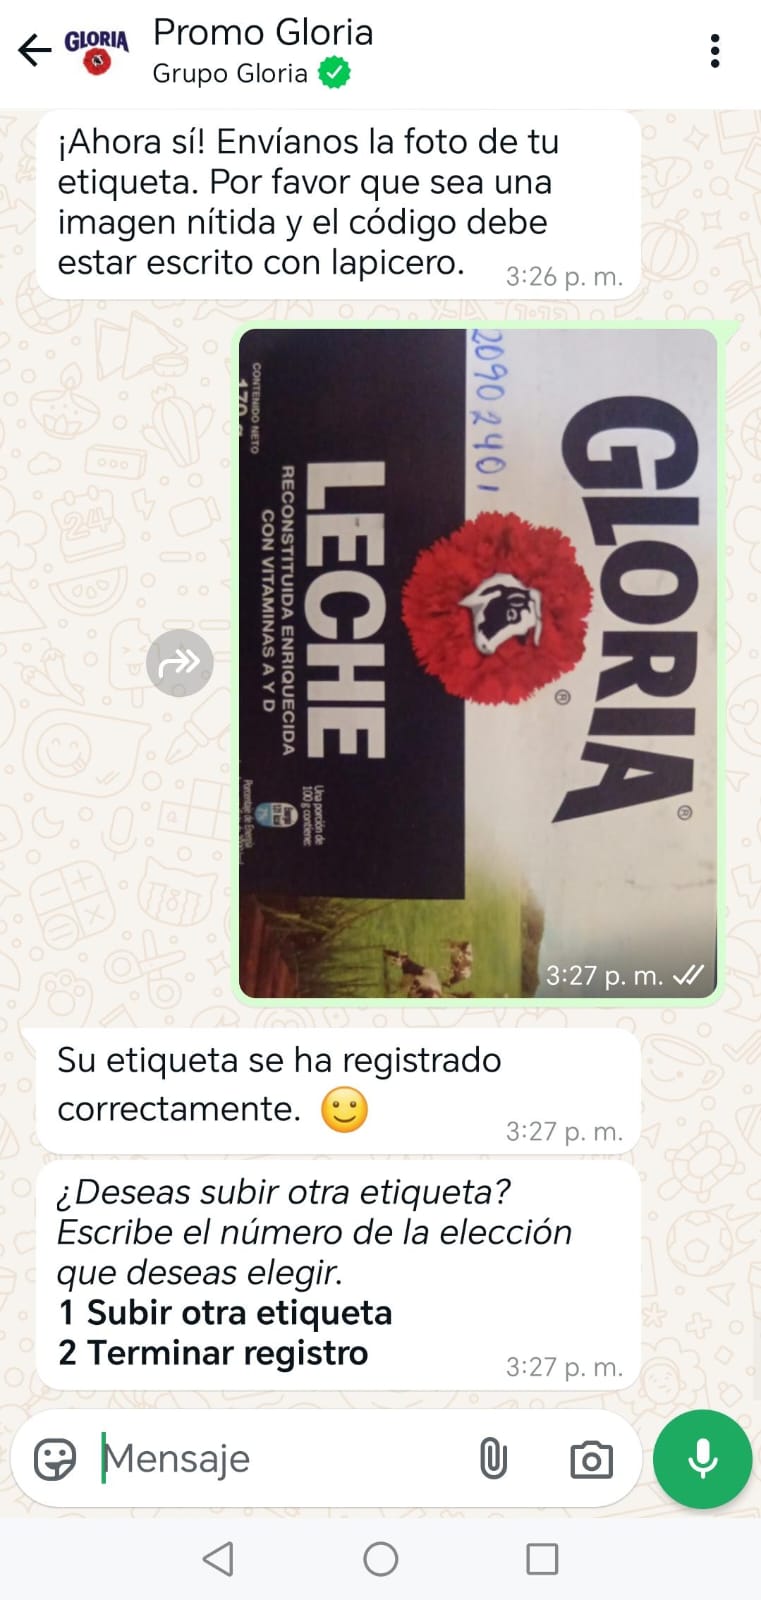 GLORIA
Promo Gloria
Grupo Gloria
¡Ahora sí! Envíanos la foto de tu
etiqueta. Por favor que sea una
imagen nítida y el código debe
estar escrito con lapicero.
3:26 p. m.
20902401
GLORIA®
®
LECHE
RECONSTITUIDA ENRIQUECIDA
CON VITAMINAS A Y D
CONTENIDO NETO
170 g
Una porción de
100 g contiene:
Porcentaje de Energía
3:27 p. m.
Su etiqueta se ha registrado
correctamente. 🙂
3:27 p. m.
¿Deseas subir otra etiqueta?
Escribe el número de la elección
que deseas elegir.
1 Subir otra etiqueta
2 Terminar registro
3:27 p. m.
Mensaje